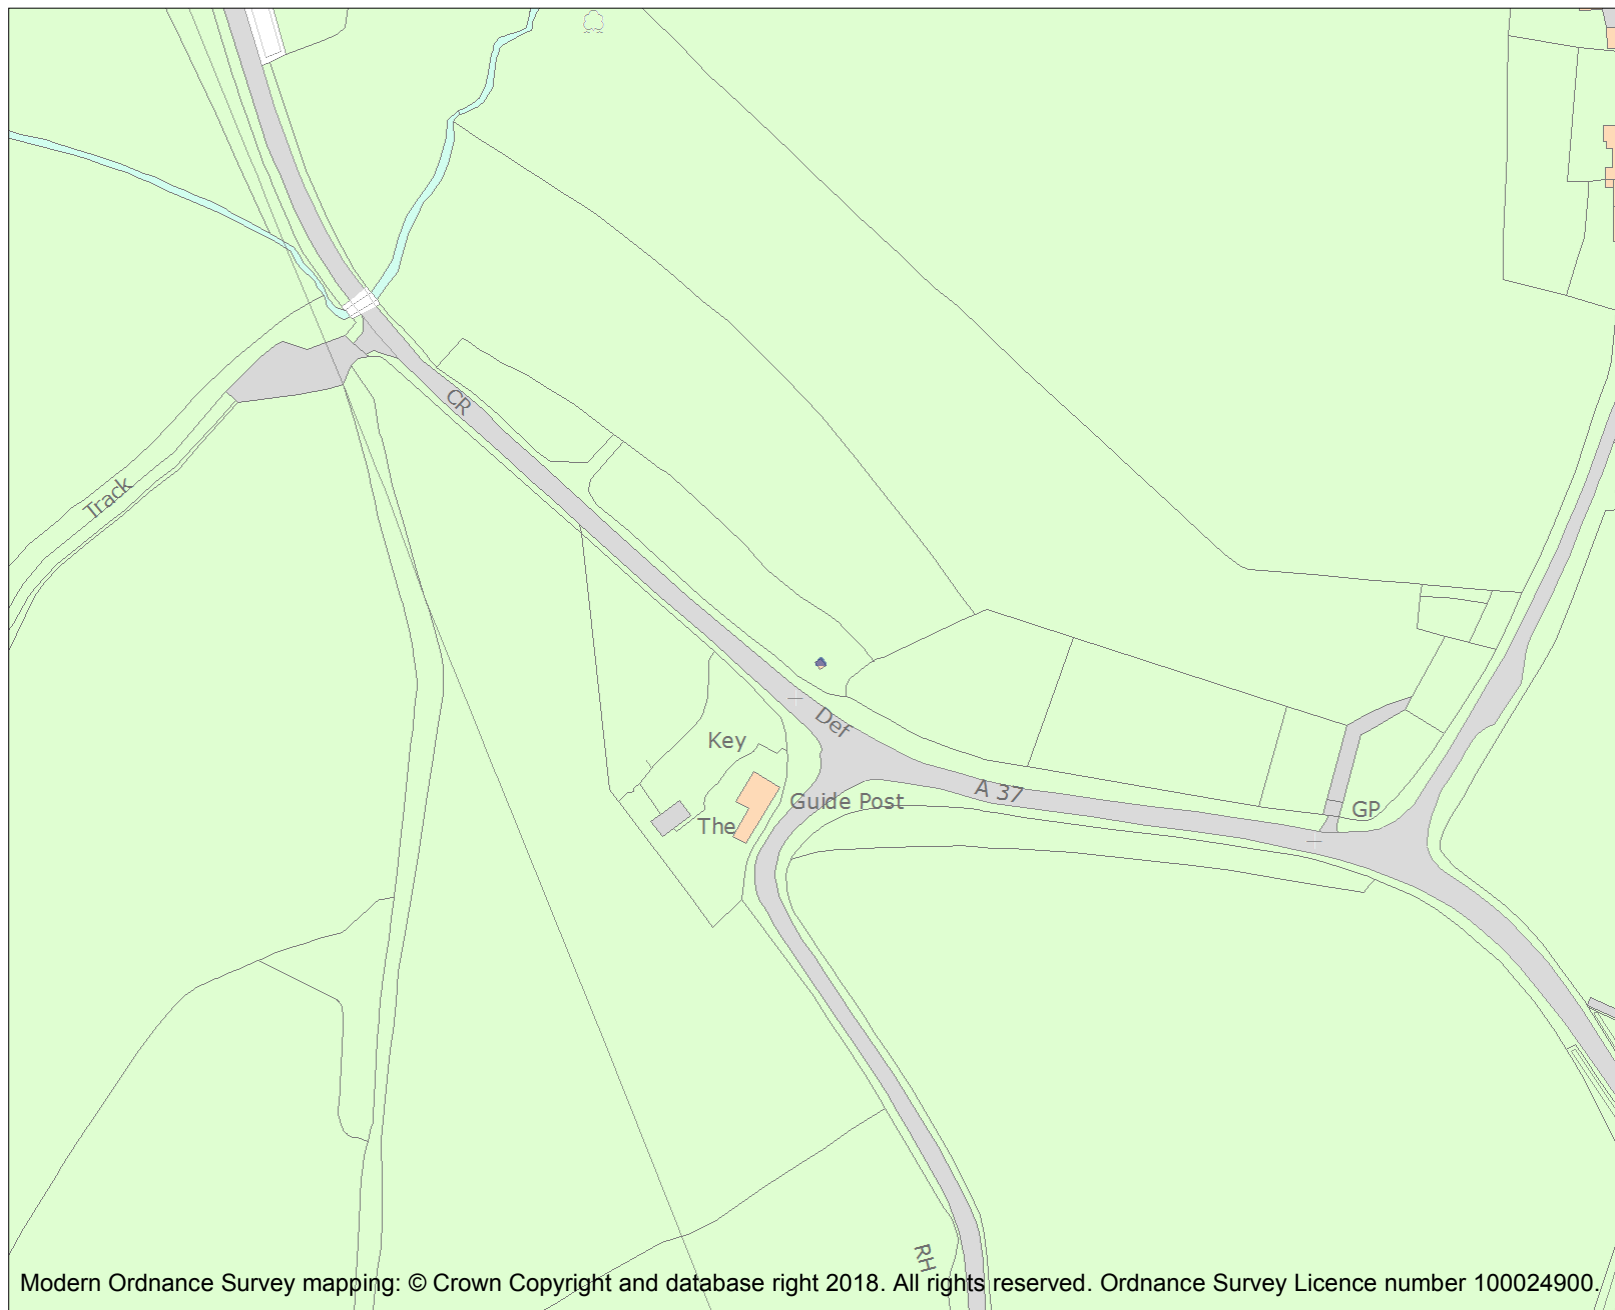 CR
Track
Def
Key
A 37
Guide Post
GP
The
RH
Modern Ordnance Survey mapping: © Crown Copyright and database right 2018. All rights reserved. Ordnance Survey Licence number 100024900.